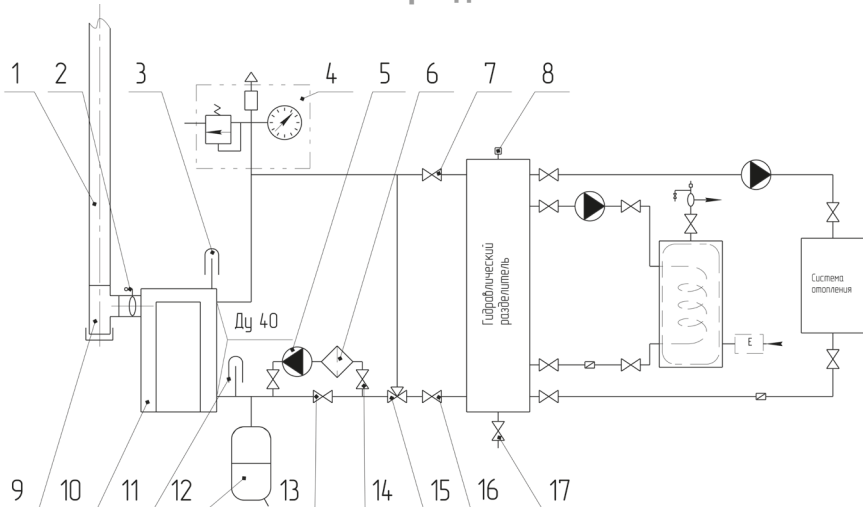 1 2 3 4 5 6 7 8
Ду 40
Гидравлический
разделитель
Система
отопления
E
9 10 11 12 13 14 15 16 17